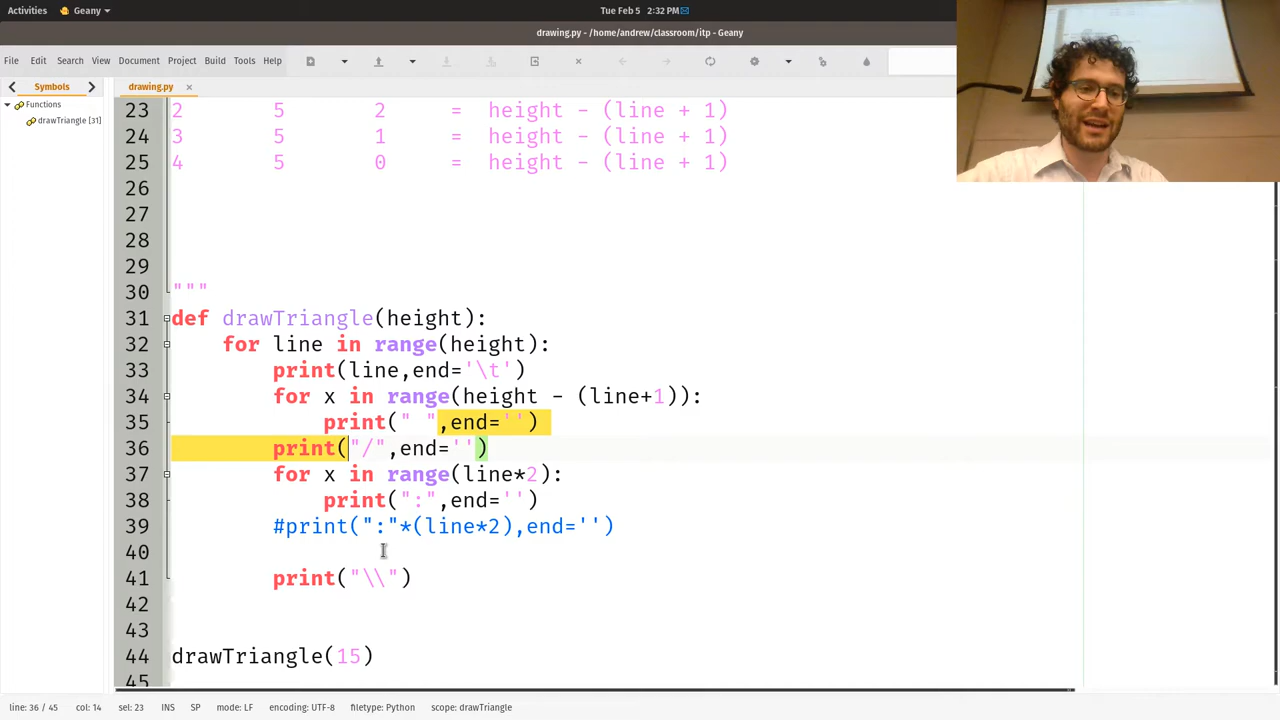 Activities Geany Tue Feb 5 2:32 PM
drawing.py - /home/andrew/classroom/itp - Geany
File Edit Search View Document Project Build Tools Help
Symbols drawing.py
Functions
drawTriangle [31]
23 2 5 2 = height - (line + 1)
24 3 5 1 = height - (line + 1)
25 4 5 0 = height - (line + 1)
26
27
28
29
30 """
31 def drawTriangle(height):
32 for line in range(height):
33 print(line,end='\t')
34 for x in range(height - (line+1)):
35 print(" ",end='')
36 print("/",end='')
37 for x in range(line*2):
38 print(":",end='')
39 #print(":"*(line*2),end='')
40
41 print("\\")
42
43
44 drawTriangle(15)
45
line: 36 / 45 col: 14 sel: 23 INS SP mode: LF encoding: UTF-8 filetype: Python scope: drawTriangle